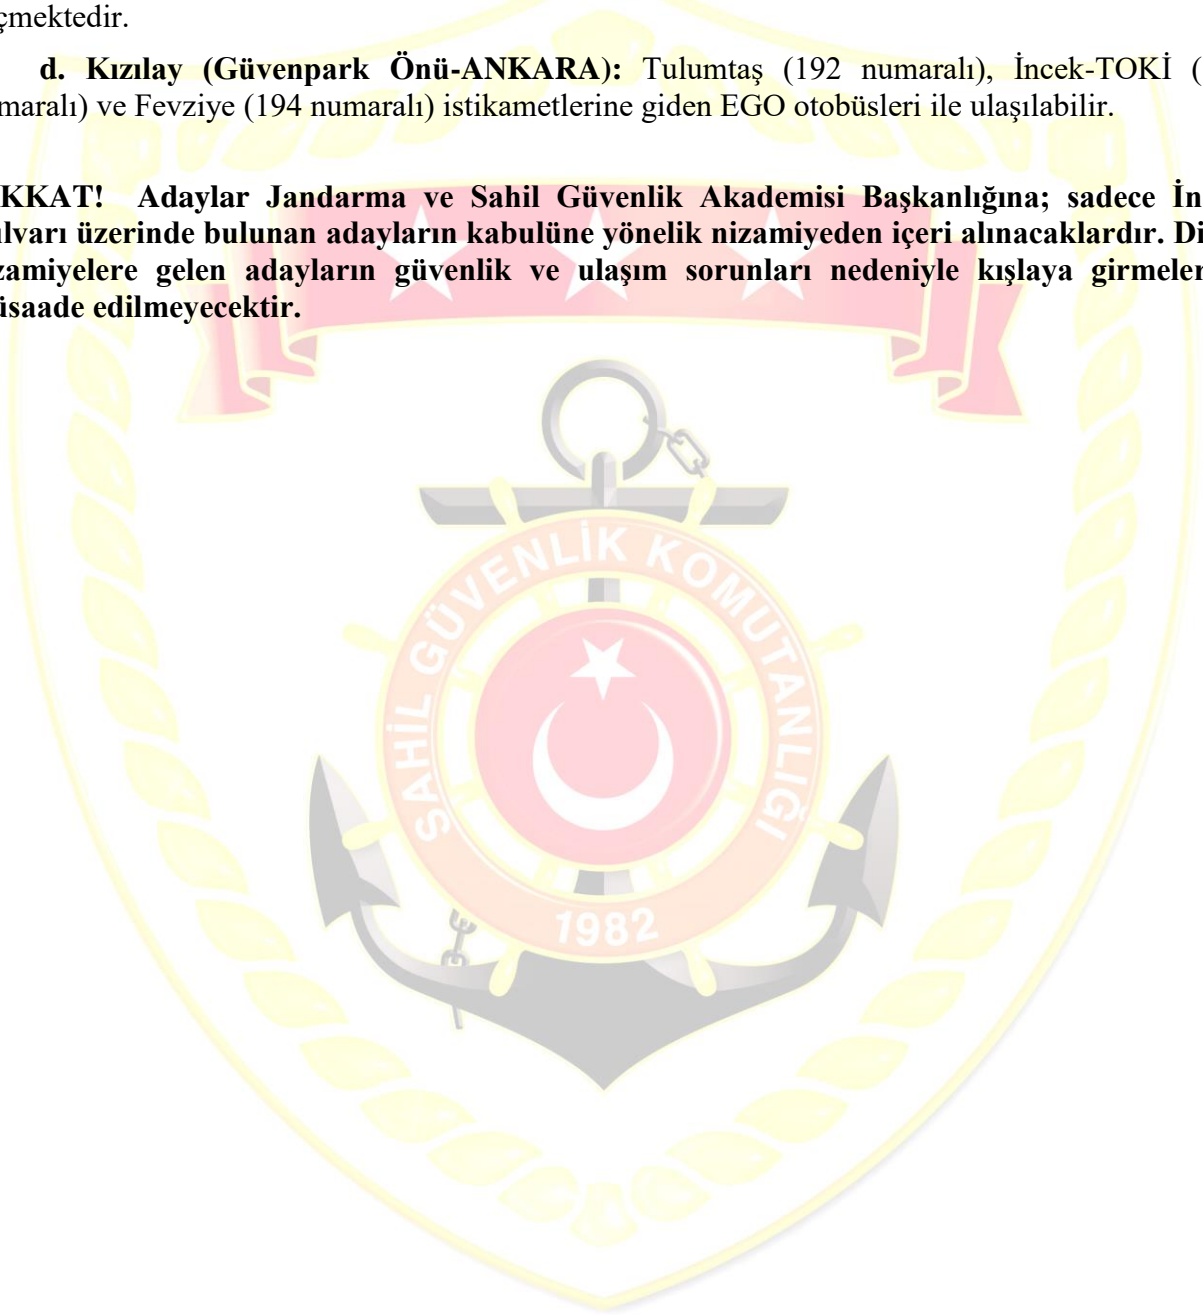 çmektedir.
d. Kızılay (Güvenpark Önü-ANKARA): Tulumtaş (192 numaralı), İncek-TOKİ (
maralı) ve Fevziye (194 numaralı) istikametlerine giden EGO otobüsleri ile ulaşılabilir.
KKAT! Adaylar Jandarma ve Sahil Güvenlik Akademisi Başkanlığına; sadece İn
lvarı üzerinde bulunan adayların kabulüne yönelik nizamiyeden içeri alınacaklardır. Di
zamiyelere gelen adayların güvenlik ve ulaşım sorunları nedeniyle kışlaya girmeler
üsaade edilmeyecektir.
SAHİL GÜVENLİK KOMUTANLIĞI
1982